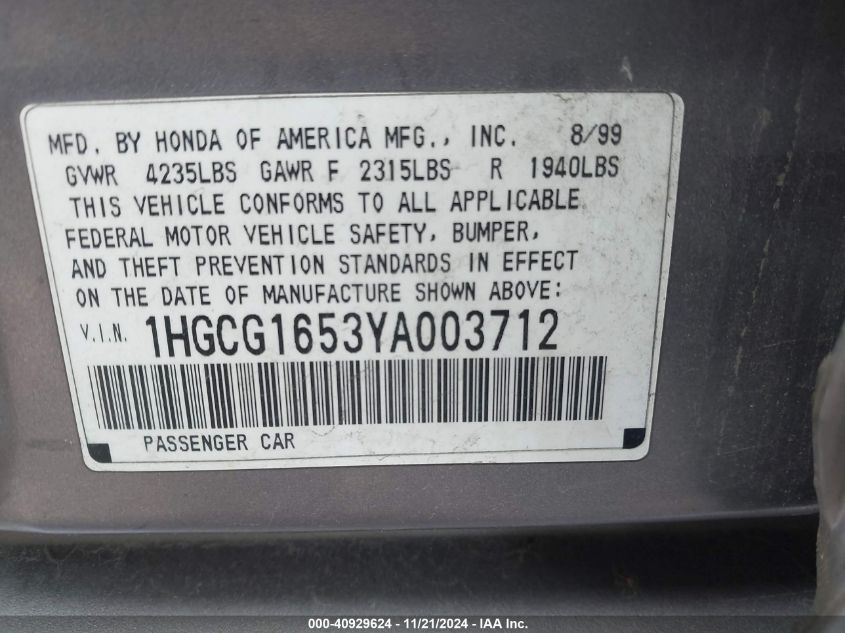 MFD. BY HONDA OF AMERICA MFG., INC. 8/99
GVWR 4235LBS GAWR F 2315LBS R 1940LBS
THIS VEHICLE CONFORMS TO ALL APPLICABLE
FEDERAL MOTOR VEHICLE SAFETY, BUMPER,
AND THEFT PREVENTION STANDARDS IN EFFECT
ON THE DATE OF MANUFACTURE SHOWN ABOVE:
V.I.N. 1HGCG1653YA003712
PASSENGER CAR
000-40929624 - 11/21/2024 - IAA Inc.